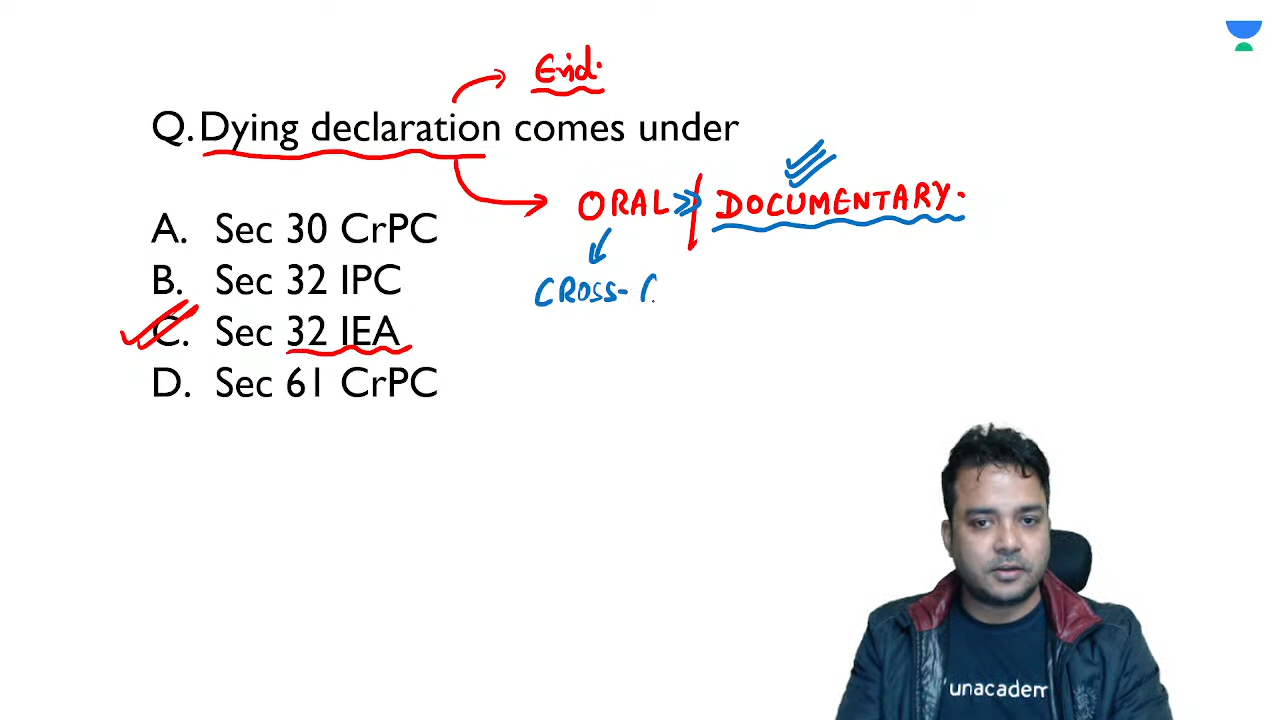 Evid.
Q. Dying declaration comes under
ORAL >> DOCUMENTARY.
A. Sec 30 CrPC
B. Sec 32 IPC
CROSS-
C. Sec 32 IEA
D. Sec 61 CrPC
unacadem